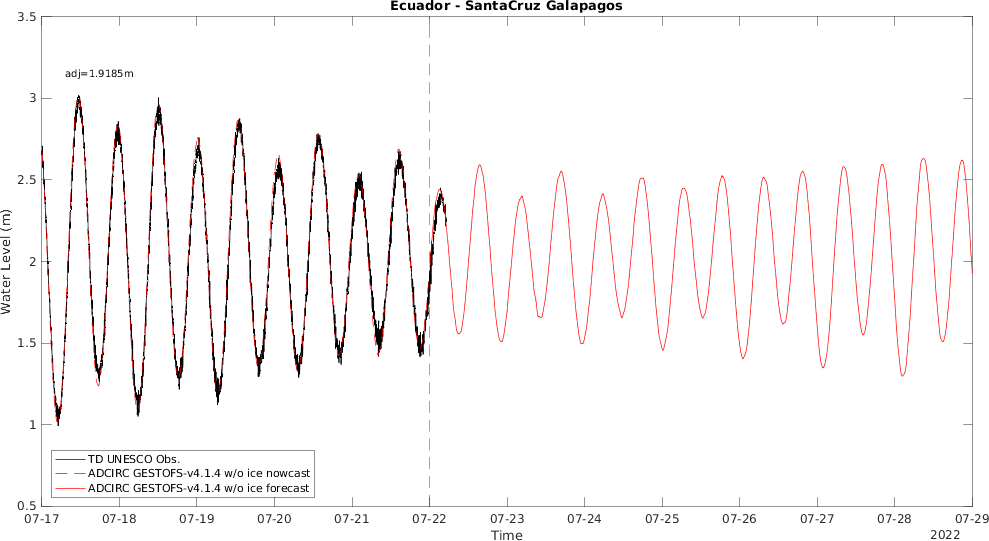 Ecuador - SantaCruz Galapagos
adj=1.9185m
3.5
3
2.5
2
1.5
1
0.5
Water Level (m)
TD UNESCO Obs.
ADCIRC GESTOFS-v4.1.4 w/o ice nowcast
ADCIRC GESTOFS-v4.1.4 w/o ice forecast
07-17 07-18 07-19 07-20 07-21 07-22 07-23 07-24 07-25 07-26 07-27 07-28 07-29
Time
2022